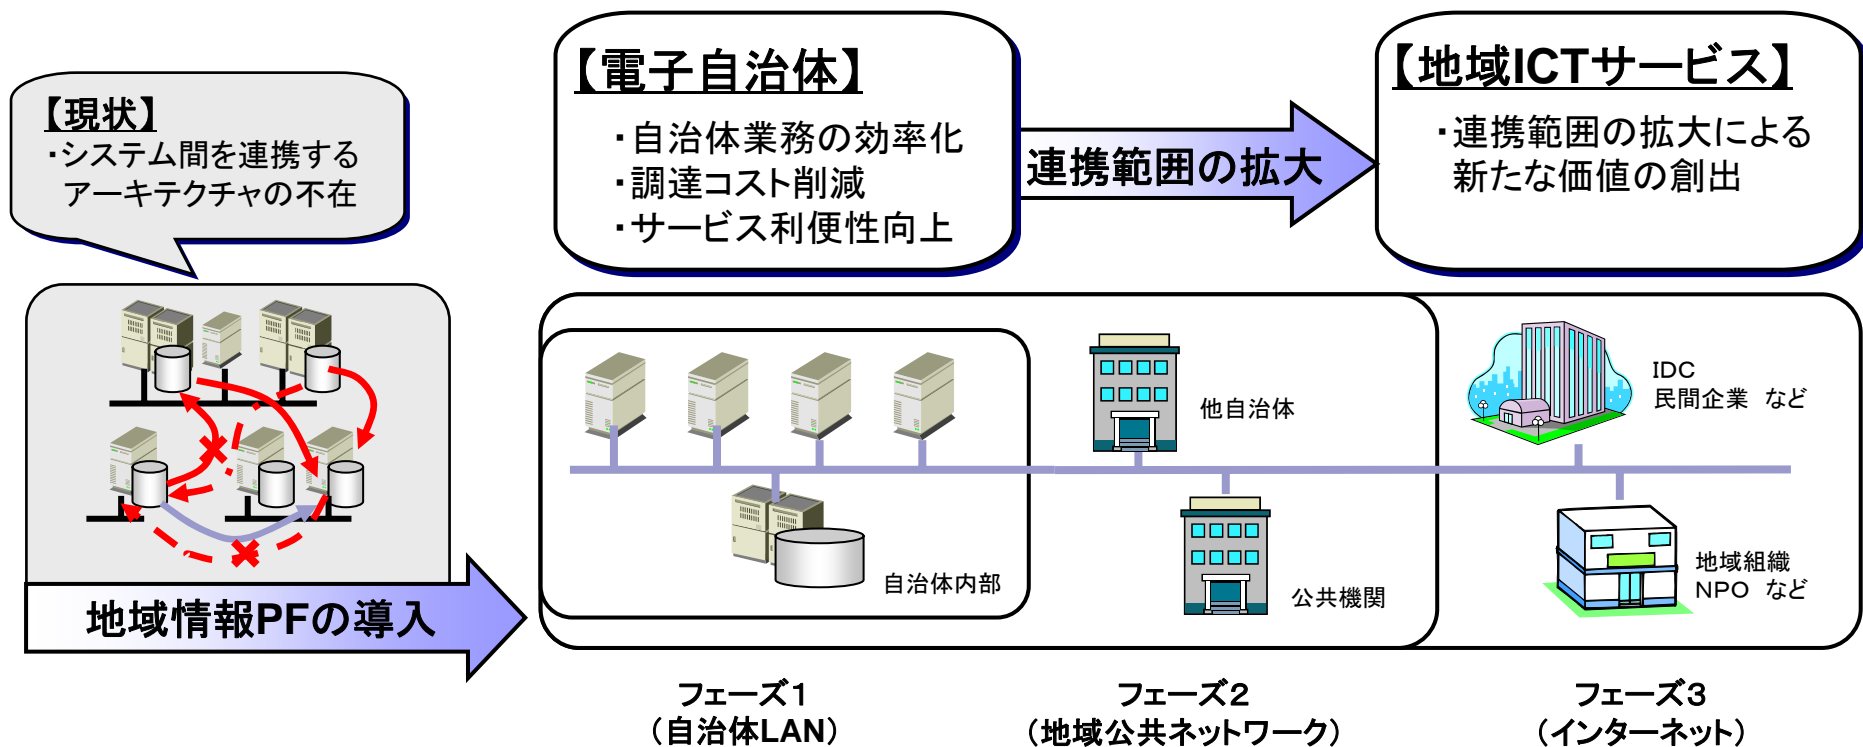 【現状】
・システム間を連携する
アーキテクチャの不在
【電子自治体】
・自治体業務の効率化
・調達コスト削減
・サービス利便性向上
連携範囲の拡大
【地域ICTサービス】
・連携範囲の拡大による
新たな価値の創出
地域情報PFの導入
自治体内部
他自治体
公共機関
IDC
民間企業 など
地域組織
NPO など
フェーズ1
（自治体LAN）
フェーズ2
（地域公共ネットワーク）
フェーズ3
（インターネット）